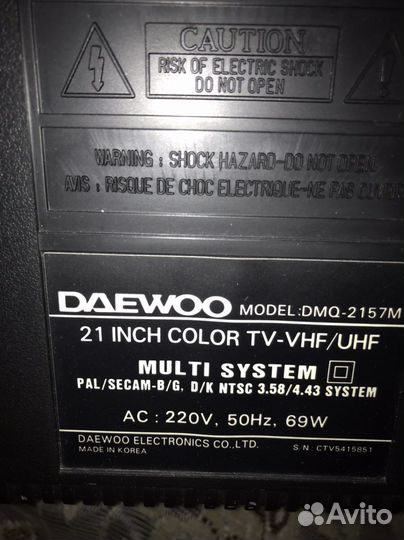 CAUTION
RISK OF ELECTRIC SHOCK
DO NOT OPEN
WARNING : SHOCK HAZARD-DO NOT OPEN
AVIS : RISQUE DE CHOC ELECTRIQUE-NE PAS OUVRIR
DAEWOO MODEL:DMQ-2157M
21 INCH COLOR TV-VHF/UHF
MULTI SYSTEM
PAL/SECAM-B/G. D/K NTSC 3.58/4.43 SYSTEM
AC : 220V, 50Hz, 69W
DAEWOO ELECTRONICS CO.,LTD.
MADE IN KOREA S/N: CTV5415851
Avito